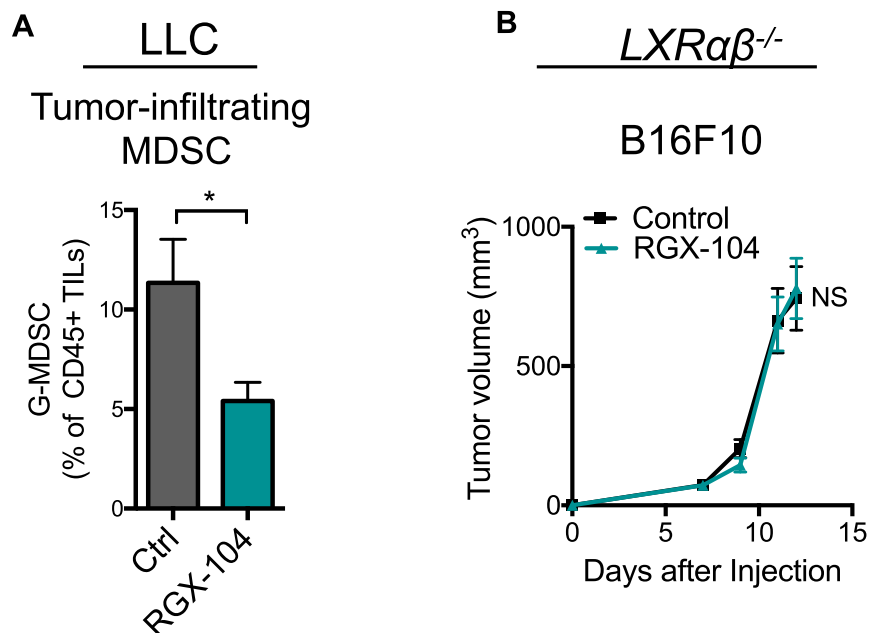 A
LLC
Tumor-infiltrating
MDSC
G-MDSC
(% of CD45+ TILs)
15
10
5
0
*
Ctrl
RGX-104
B
LXRαβ-/-
B16F10
Control
RGX-104
Tumor volume (mm3)
1000
500
0
NS
0 5 10 15
Days after Injection